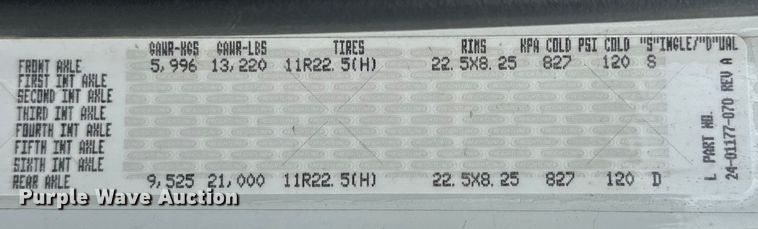 GAWR-KGS GAWR-LBS TIRES RIMS KPA COLD PSI COLD "S"INGLE/"D"UAL
FRONT AXLE 5,996 13,220 11R22.5(H) 22.5X8.25 827 120 S
FIRST INT AXLE
SECOND INT AXLE
THIRD INT AXLE
FOURTH INT AXLE
FIFTH INT AXLE
SIXTH INT AXLE
REAR AXLE 9,525 21,000 11R22.5(H) 22.5X8.25 827 120 D
L PART NO.
24-01177-070 REV A
Purple Wave Auction